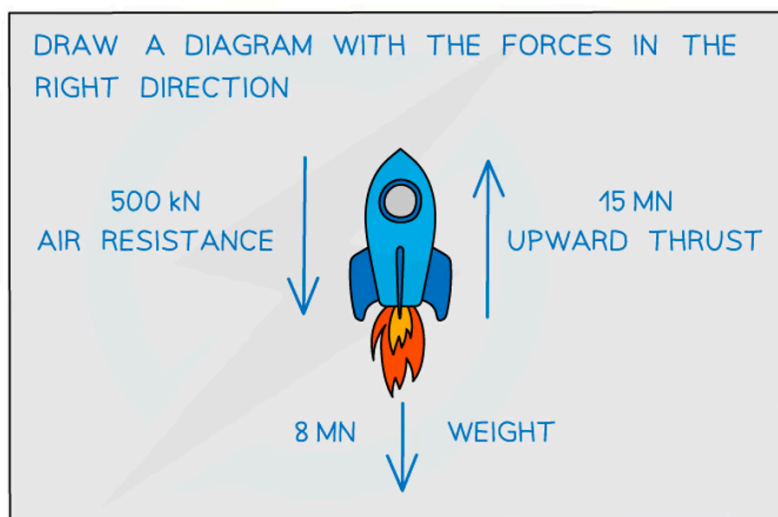 DRAW A DIAGRAM WITH THE FORCES IN THE
RIGHT DIRECTION
500 kN
AIR RESISTANCE
15 MN
UPWARD THRUST
8 MN WEIGHT